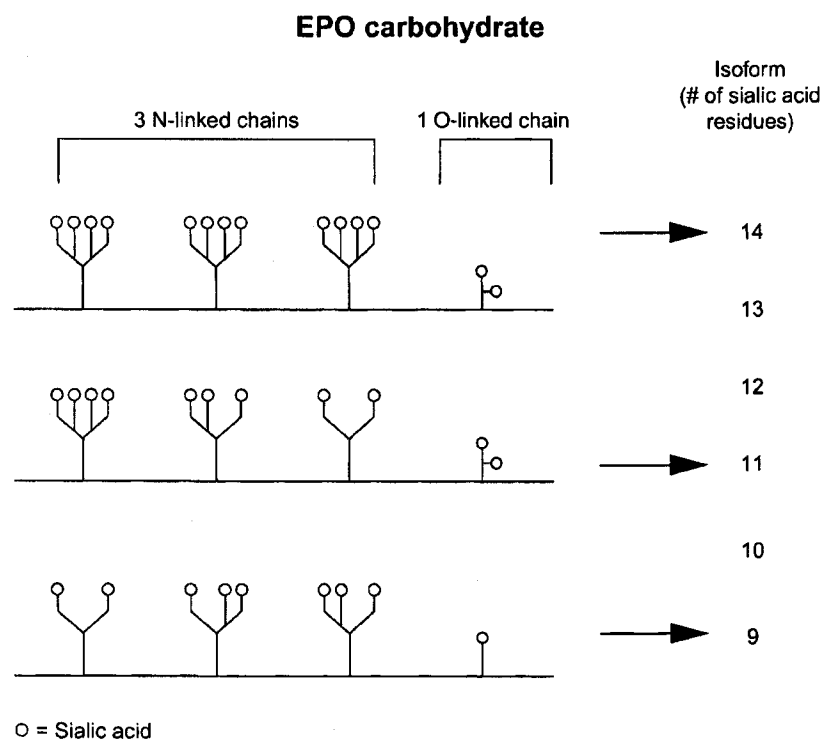 EPO carbohydrate
Isoform
(# of sialic acid
residues)
3 N-linked chains
1 O-linked chain
14
13
12
11
10
9
O = Sialic acid